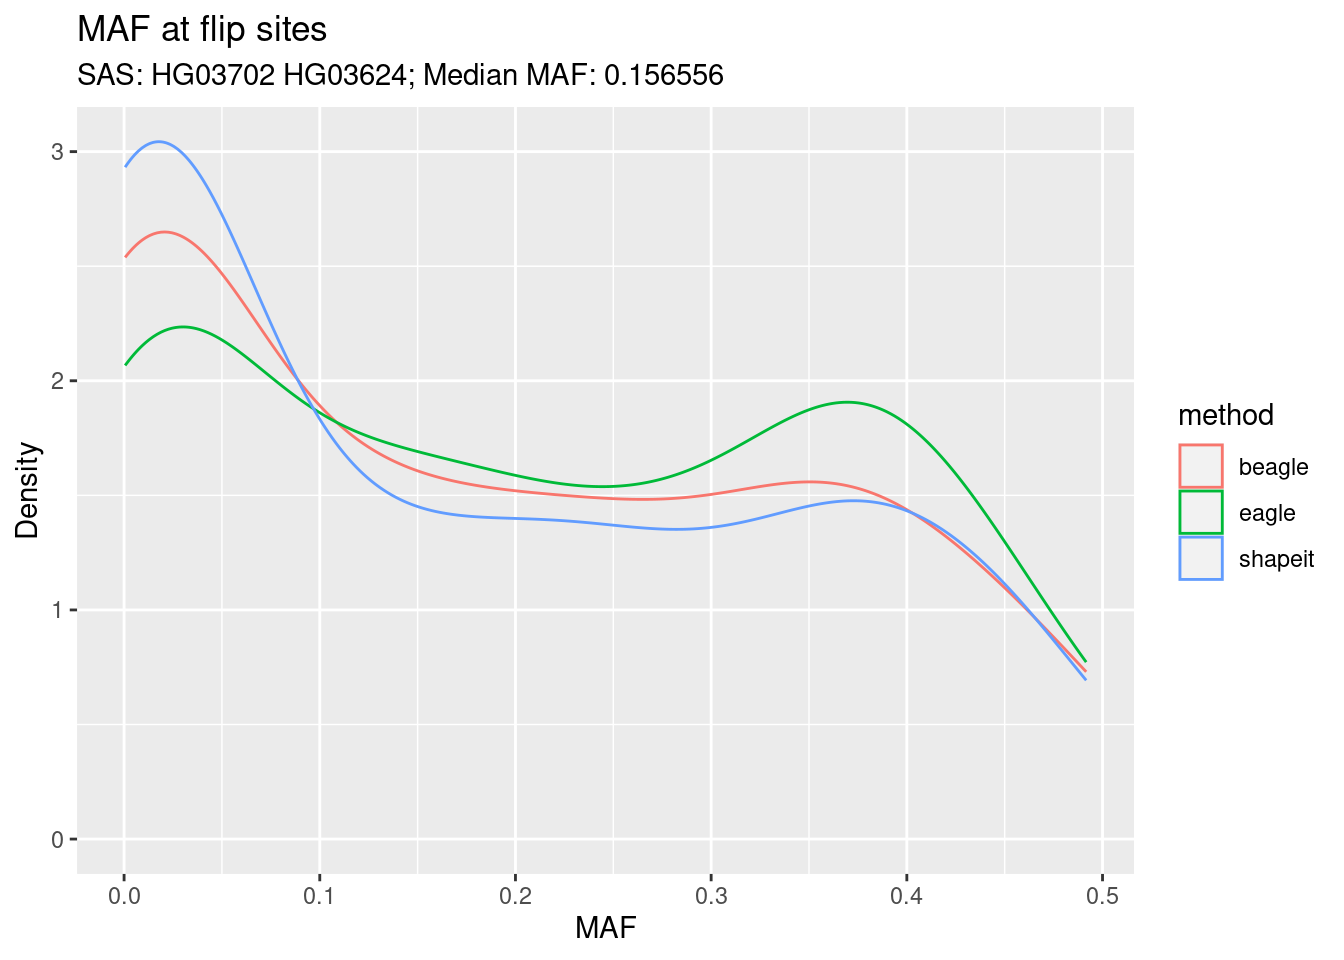 MAF at flip sites
SAS: HG03702 HG03624; Median MAF: 0.156556
3
2
1
0
Density
0.0
0.1
0.2
0.3
0.4
0.5
MAF
method
beagle
eagle
shapeit